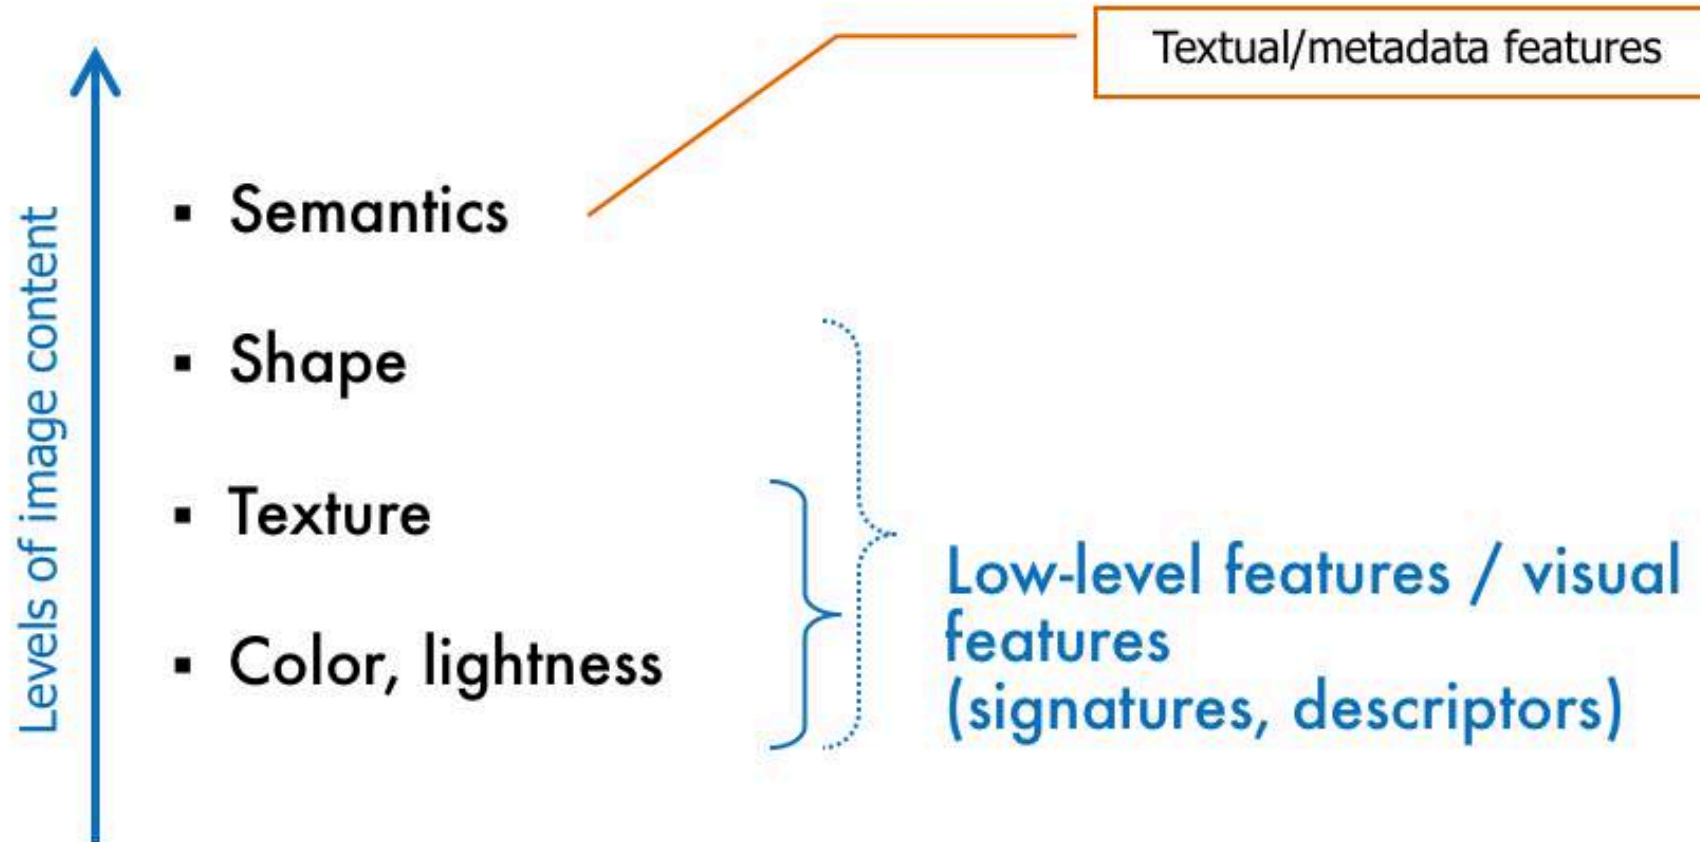 Textual/metadata features
Levels of image content
▪ Semantics
▪ Shape
▪ Texture
▪ Color, lightness
Low-level features / visual
features
(signatures, descriptors)